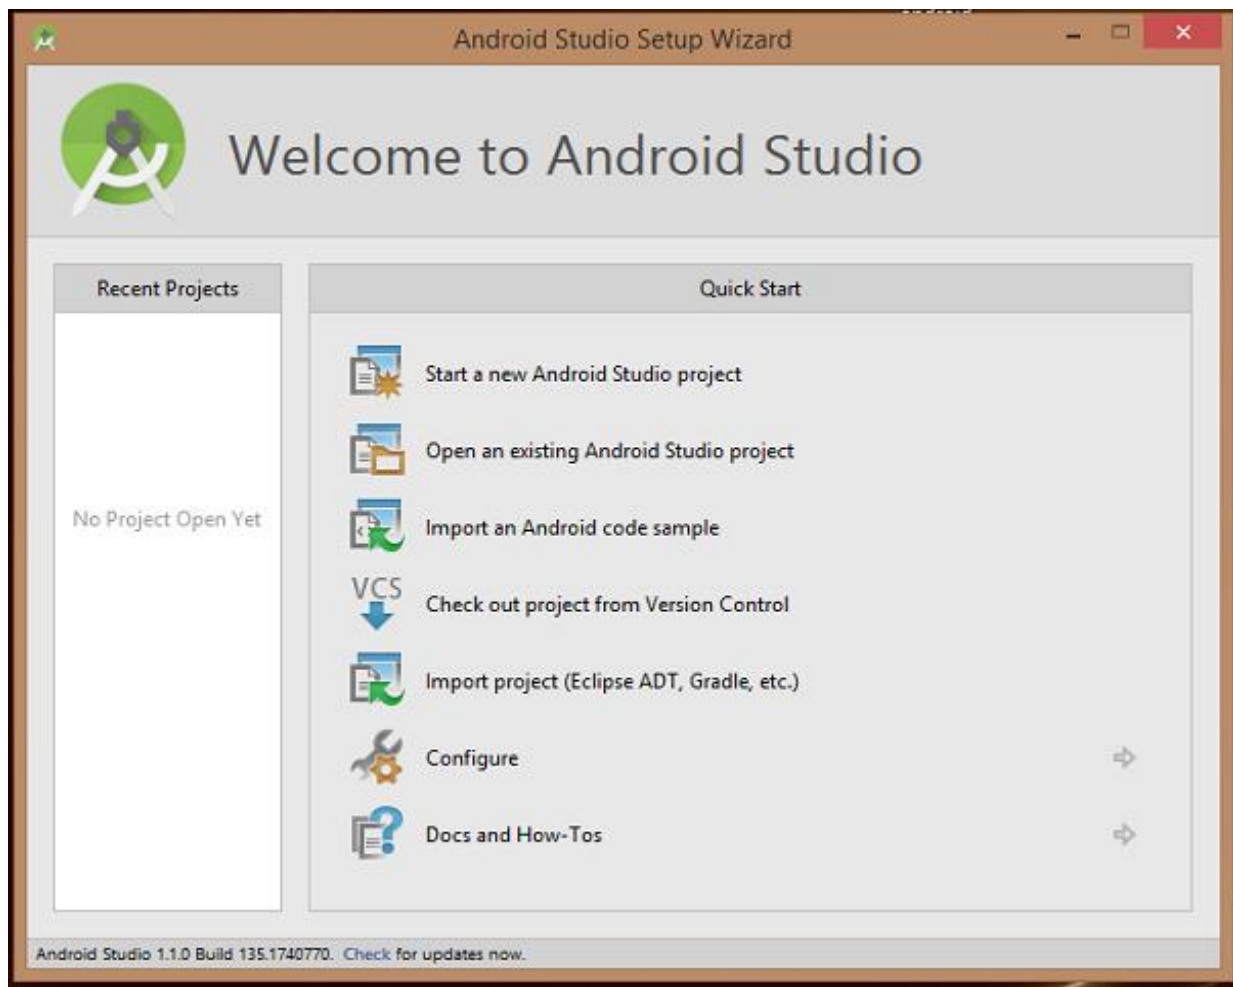 Android Studio Setup Wizard
Welcome to Android Studio
Recent Projects
No Project Open Yet
Quick Start
Start a new Android Studio project
Open an existing Android Studio project
Import an Android code sample
VCS
Check out project from Version Control
Import project (Eclipse ADT, Gradle, etc.)
Configure
Docs and How-Tos
Android Studio 1.1.0 Build 135.1740770. Check for updates now.